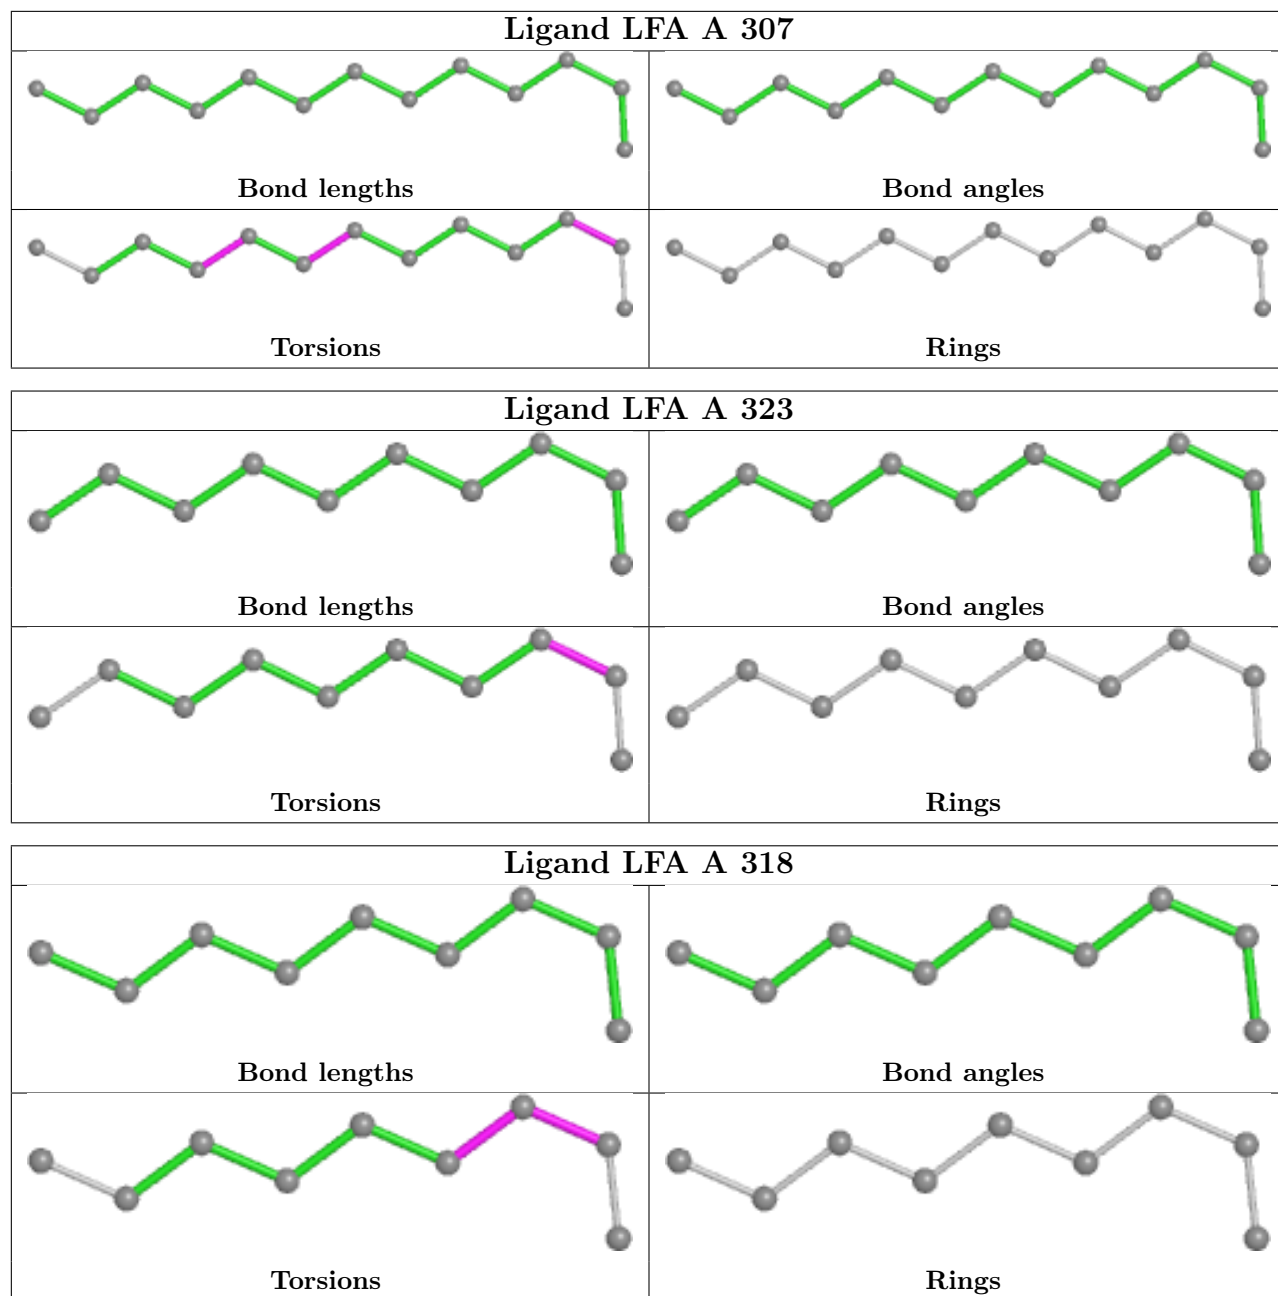 Ligand LFA A 307
Bond lengths
Bond angles
Torsions
Rings
Ligand LFA A 323
Bond lengths
Bond angles
Torsions
Rings
Ligand LFA A 318
Bond lengths
Bond angles
Torsions
Rings